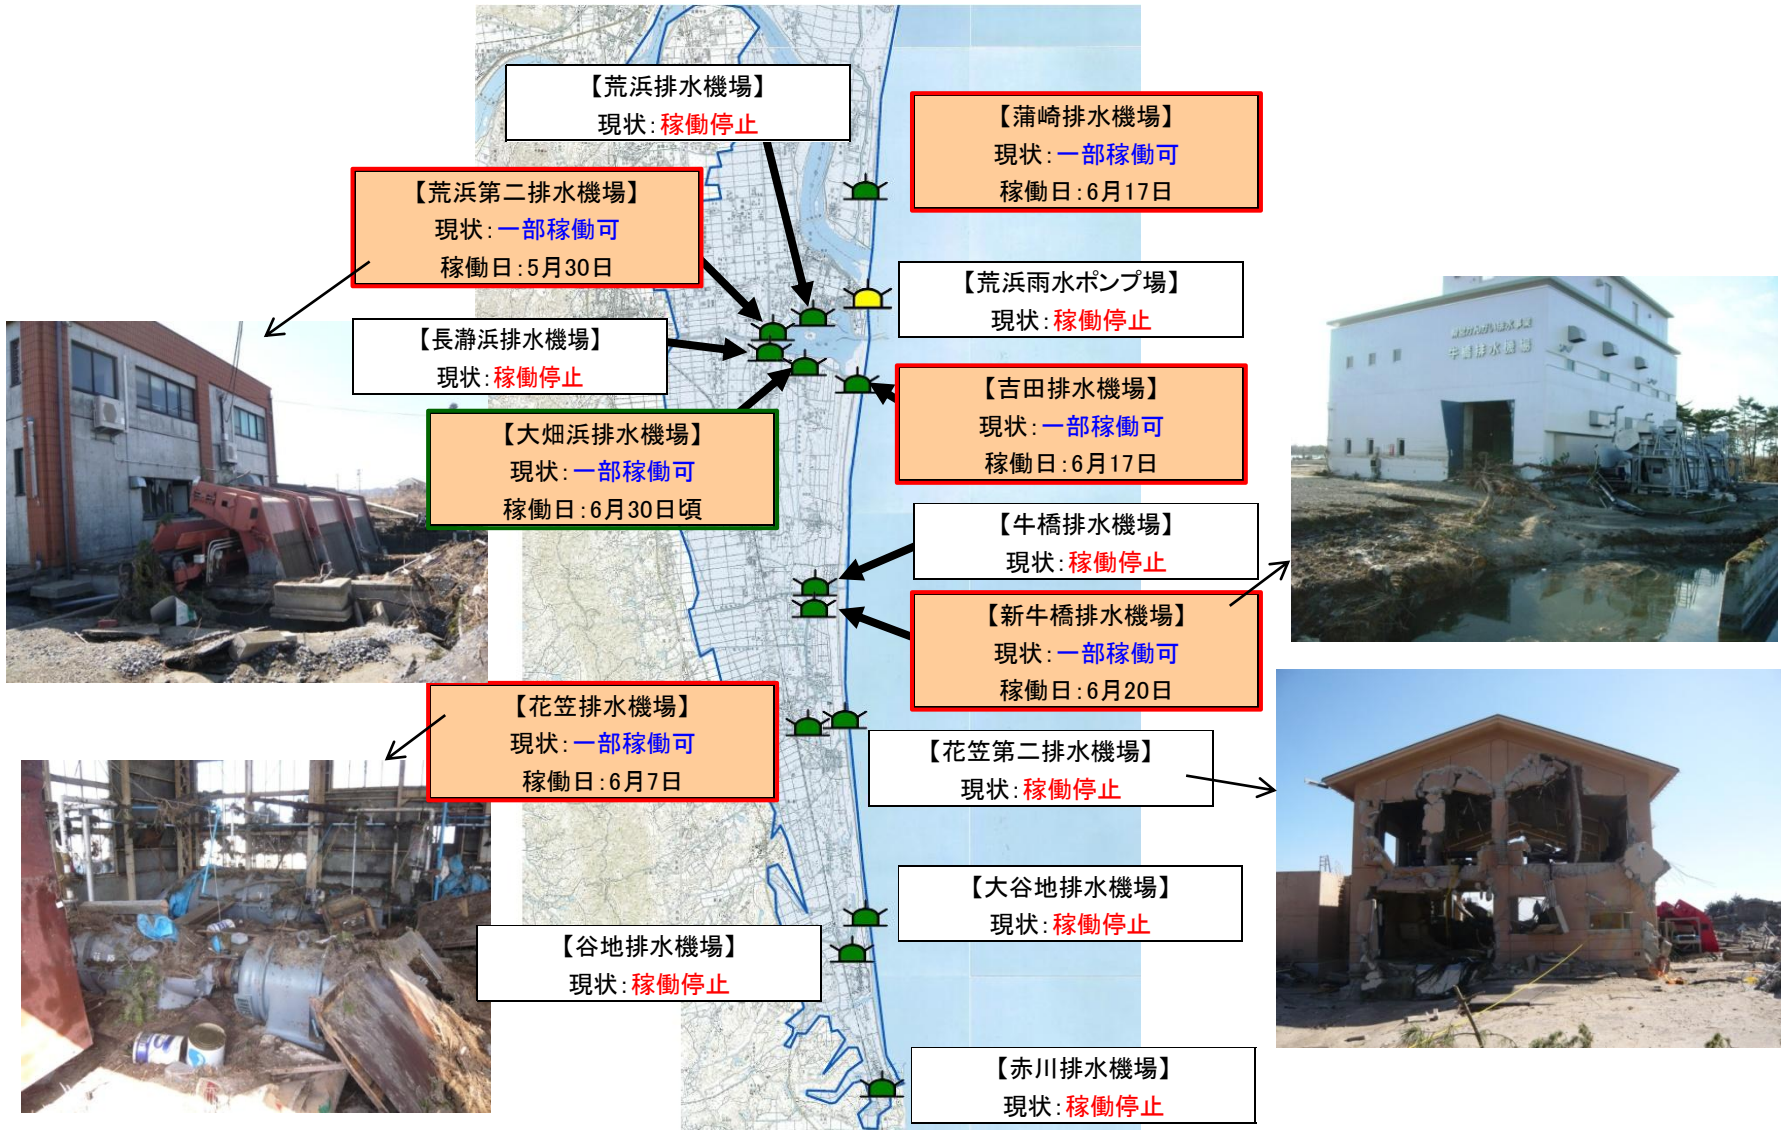 【荒浜排水機場】
現状：稼働停止
【蒲崎排水機場】
現状：一部稼働可
稼働日：6月17日
【荒浜第二排水機場】
現状：一部稼働可
稼働日：5月30日
【荒浜雨水ポンプ場】
現状：稼働停止
【長瀞浜排水機場】
現状：稼働停止
【吉田排水機場】
現状：一部稼働可
稼働日：6月17日
【大畑浜排水機場】
現状：一部稼働可
稼働日：6月30日頃
【牛橋排水機場】
現状：稼働停止
【新牛橋排水機場】
現状：一部稼働可
稼働日：6月20日
【花笠排水機場】
現状：一部稼働可
稼働日：6月7日
【花笠第二排水機場】
現状：稼働停止
【大谷地排水機場】
現状：稼働停止
【谷地排水機場】
現状：稼働停止
【赤川排水機場】
現状：稼働停止
牛橋排水機場